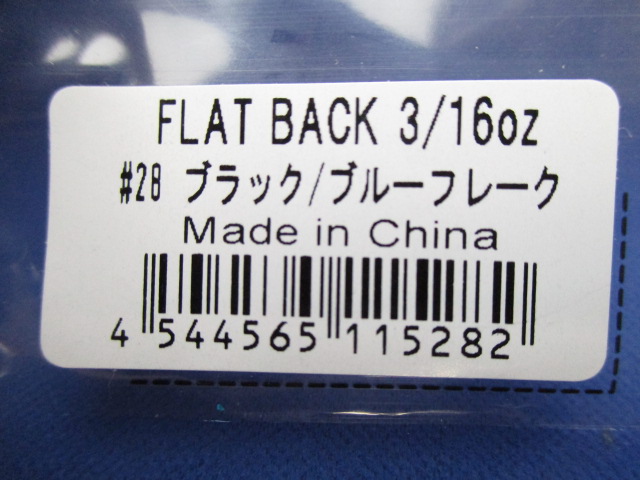 FLAT BACK 3/16oz
#28 ブラック/ブルーフレーク
Made in China
4 544565 115282